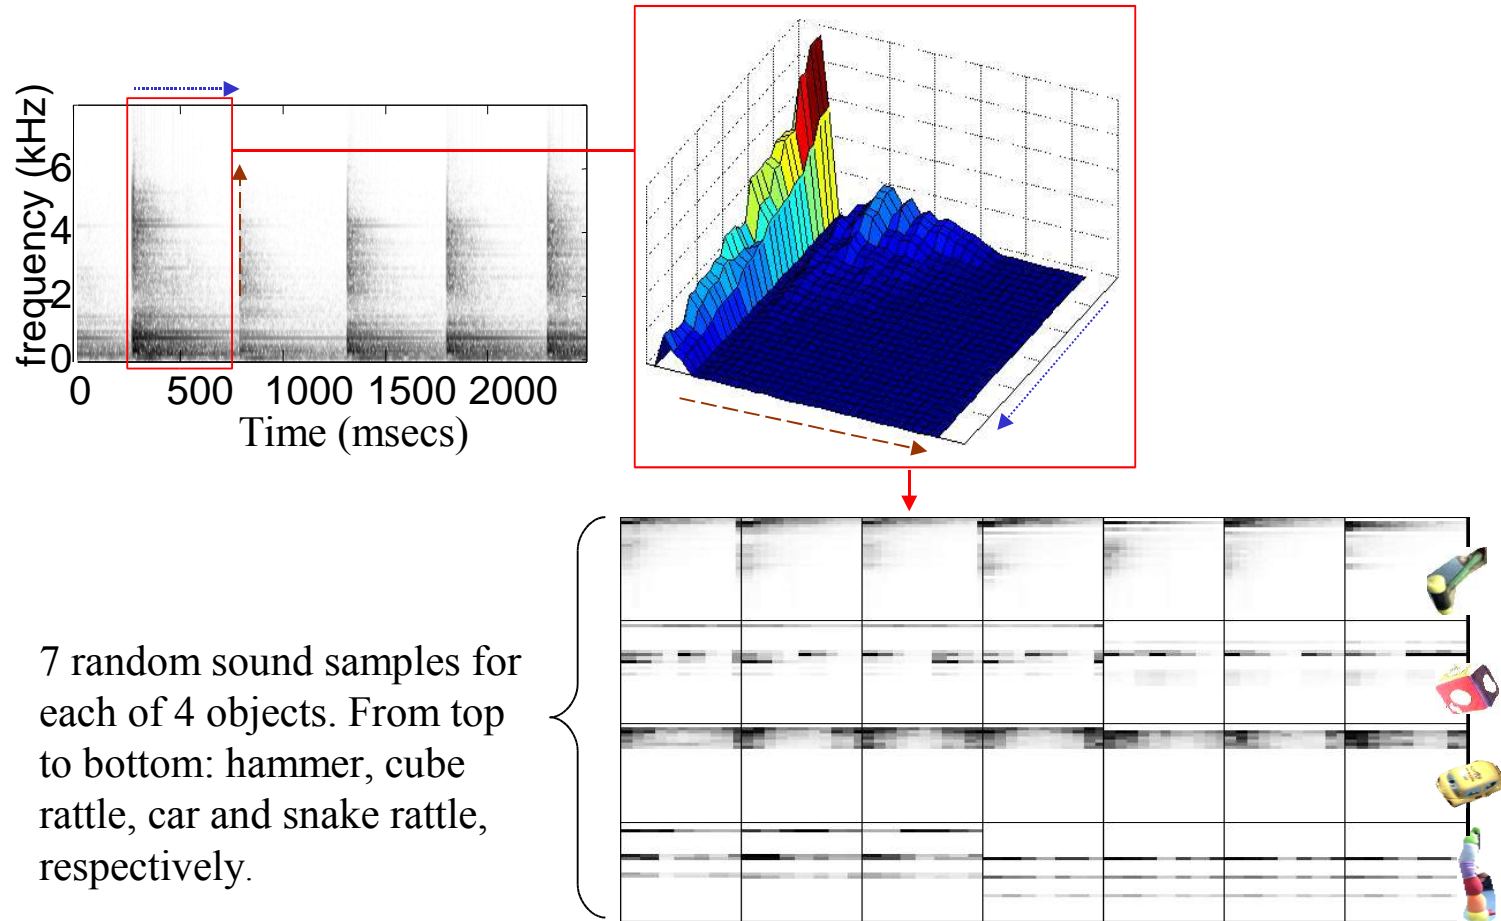 frequency (kHz)
6
4
2
0
0 500 1000 1500 2000
Time (msecs)
7 random sound samples for
each of 4 objects. From top
to bottom: hammer, cube
rattle, car and snake rattle,
respectively.